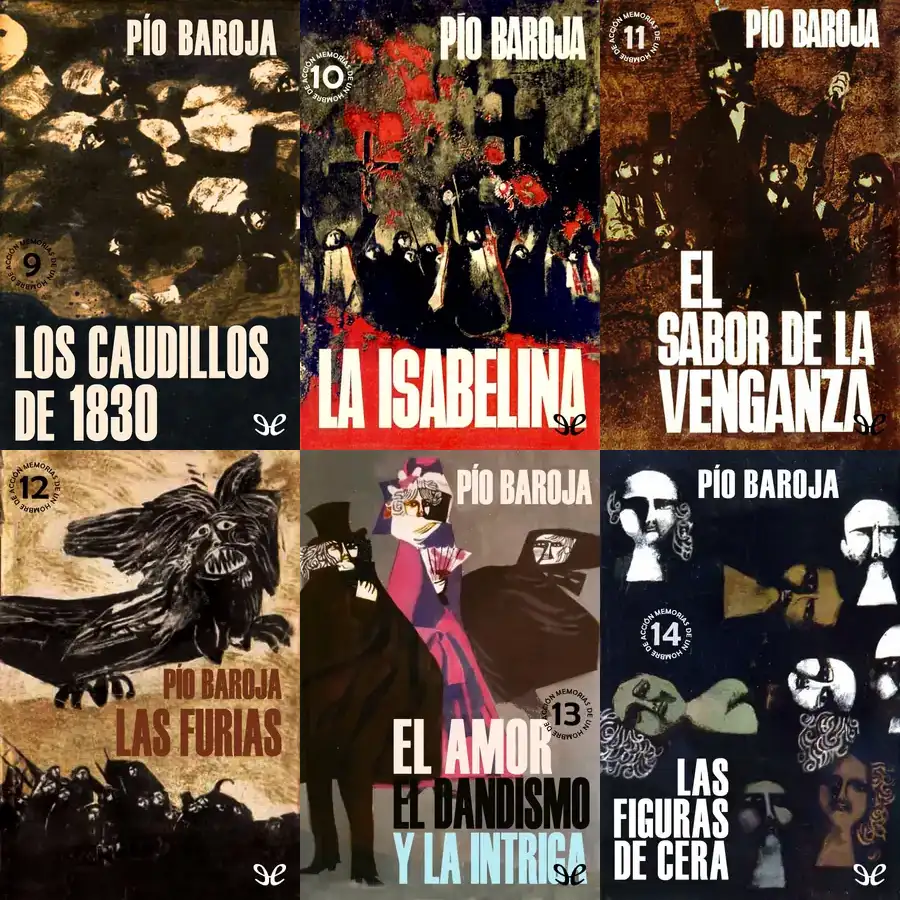 PÍO BAROJA
MEMORIAS DE UN HOMBRE DE ACCIÓN
9
LOS CAUDILLOS
DE 1830
PÍO BAROJA
MEMORIAS DE UN HOMBRE DE ACCIÓN
10
LA ISABELINA
PÍO BAROJA
MEMORIAS DE UN HOMBRE DE ACCIÓN
11
EL
SABOR DE LA
VENGANZA
MEMORIAS DE UN HOMBRE DE ACCIÓN
12
PÍO BAROJA
LAS FURIAS
PÍO BAROJA
MEMORIAS DE UN HOMBRE DE ACCIÓN
13
EL AMOR
EL DANDISMO
Y LA INTRIGA
PÍO BAROJA
MEMORIAS DE UN HOMBRE DE ACCIÓN
14
LAS
FIGURAS
DE CERA